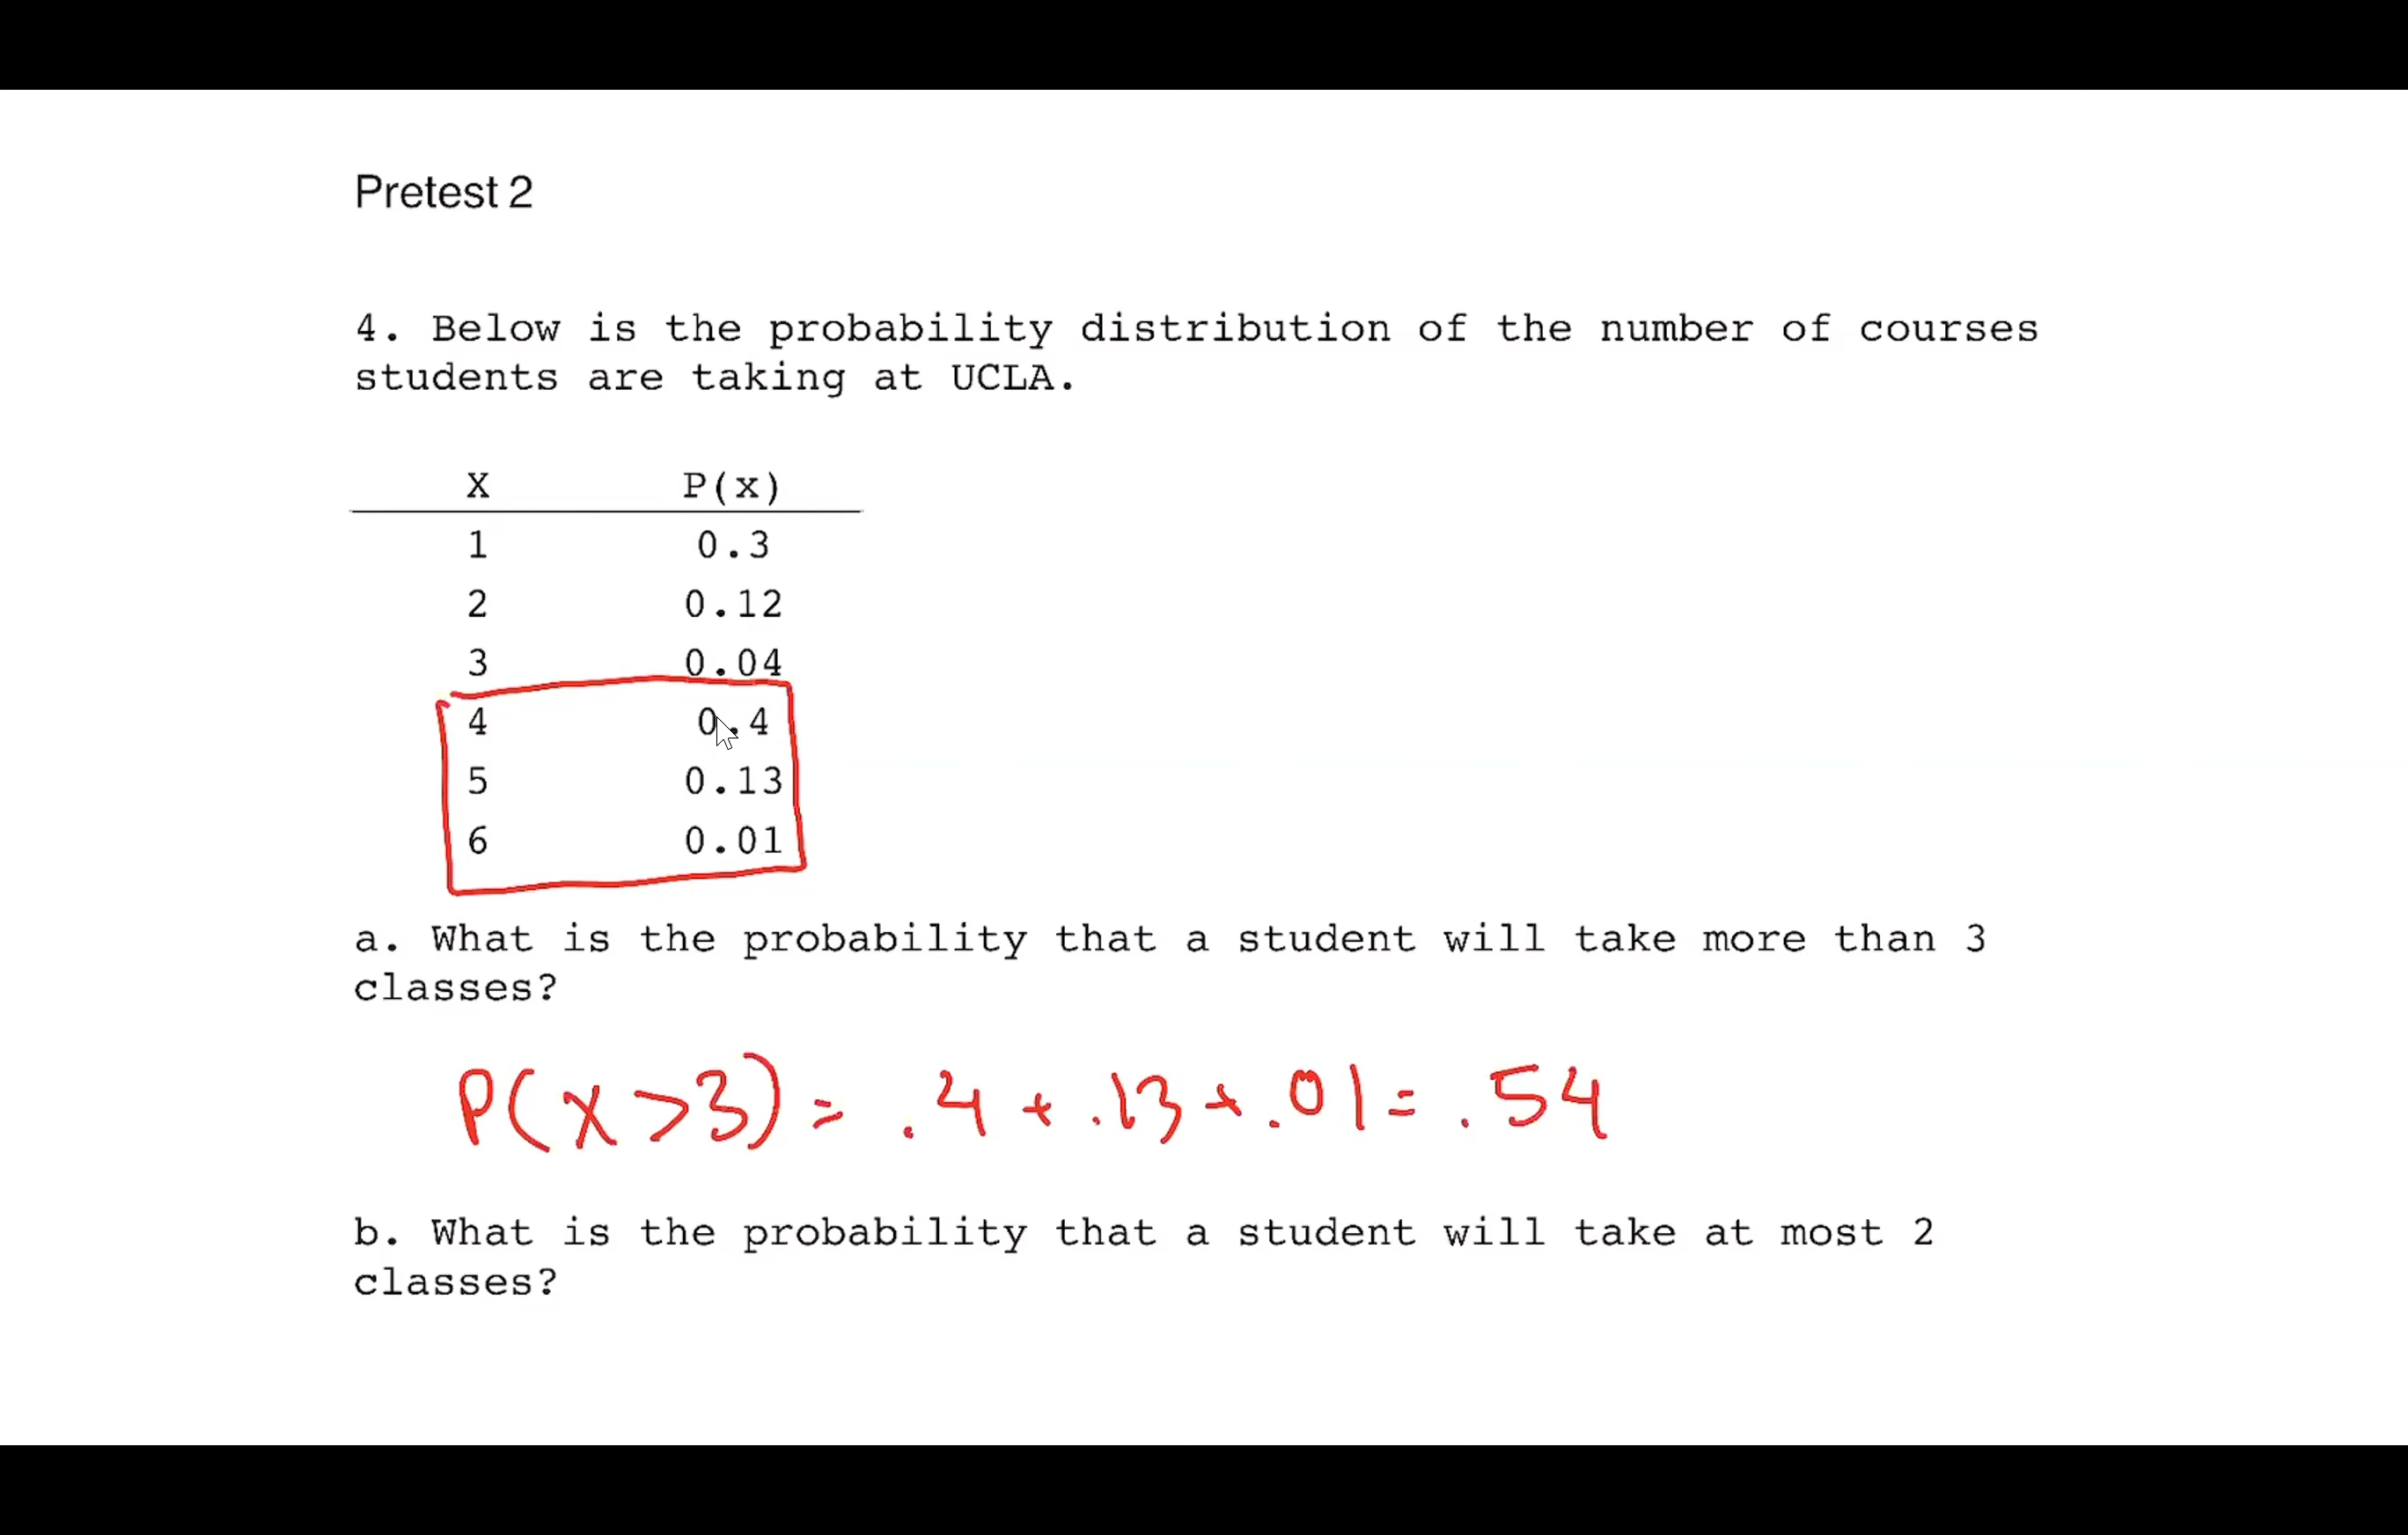 Pretest 2
4. Below is the probability distribution of the number of courses
students are taking at UCLA.
X P(x)
1 0.3
2 0.12
3 0.04
4 0.4
5 0.13
6 0.01
a. What is the probability that a student will take more than 3
classes?
P(x>3) = .4 + .13 + .01 = .54
b. What is the probability that a student will take at most 2
classes?